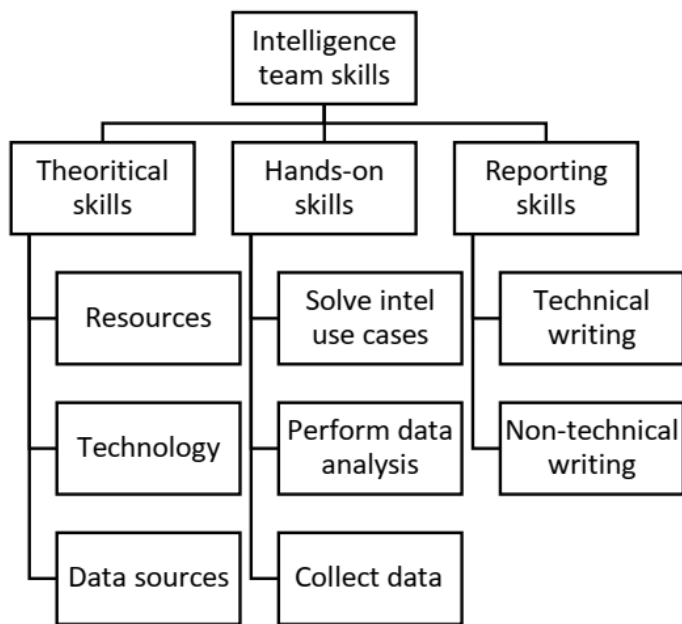 Intelligence
team skills
Theoritical
skills
Hands-on
skills
Reporting
skills
Resources
Solve intel
use cases
Technical
writing
Technology
Perform data
analysis
Non-technical
writing
Data sources
Collect data